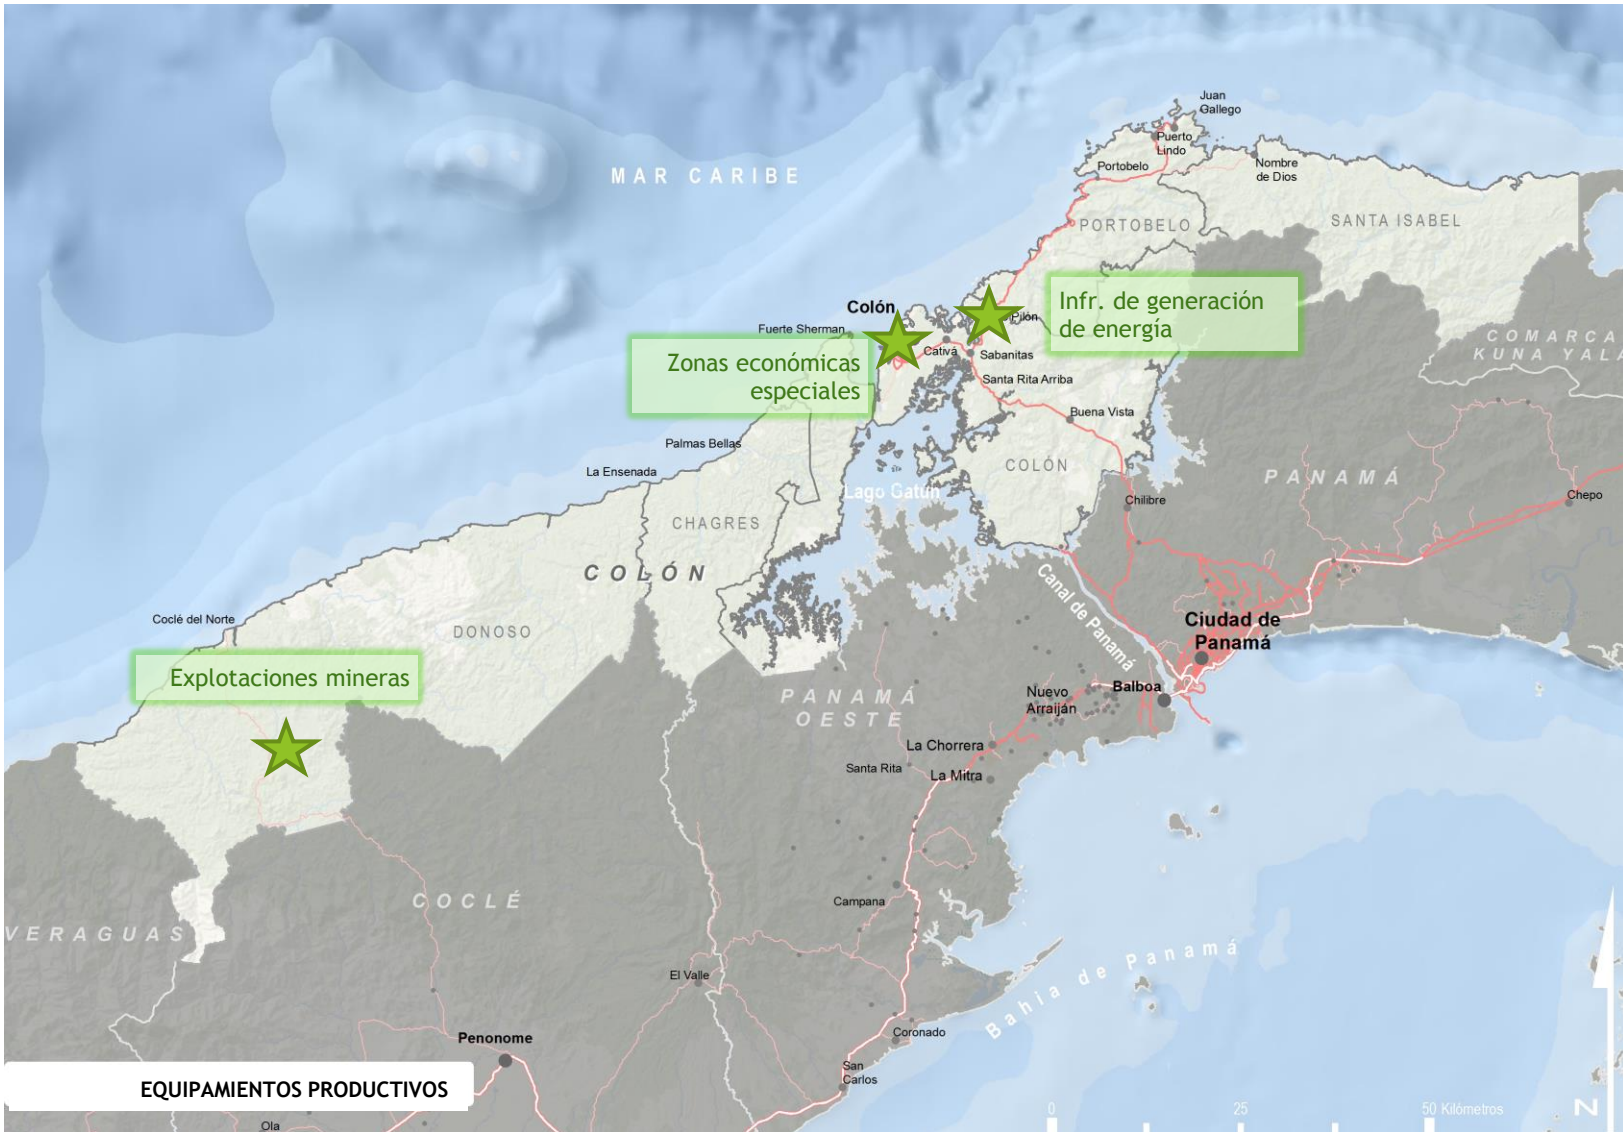 Juan
Gallego
Puerto
Lindo
Portobelo
Nombre
de Dios
MAR CARIBE
PORTOBELO
SANTA ISABEL
Infr. de generación
de energía
Colón
Pilón
Fuerte Sherman
Cativá
Sabanitas
COMARCA
KUNA YALA
Zonas económicas
especiales
Santa Rita Arriba
Buena Vista
Palmas Bellas
La Ensenada
COLÓN
PANAMÁ
Lago Gatún
Chilibre
Chepo
CHAGRES
COLÓN
Canal de Panamá
Coclé del Norte
DONOSO
Ciudad de
Panamá
Explotaciones mineras
PANAMÁ
OESTE
Nuevo
Arraiján
Balboa
La Chorrera
Santa Rita
La Mitra
COCLÉ
Campana
VERAGUAS
Bahia de Panamá
El Valle
Penonome
Coronado
San
Carlos
EQUIPAMIENTOS PRODUCTIVOS
Ola
0 25 50 Kilómetros
N